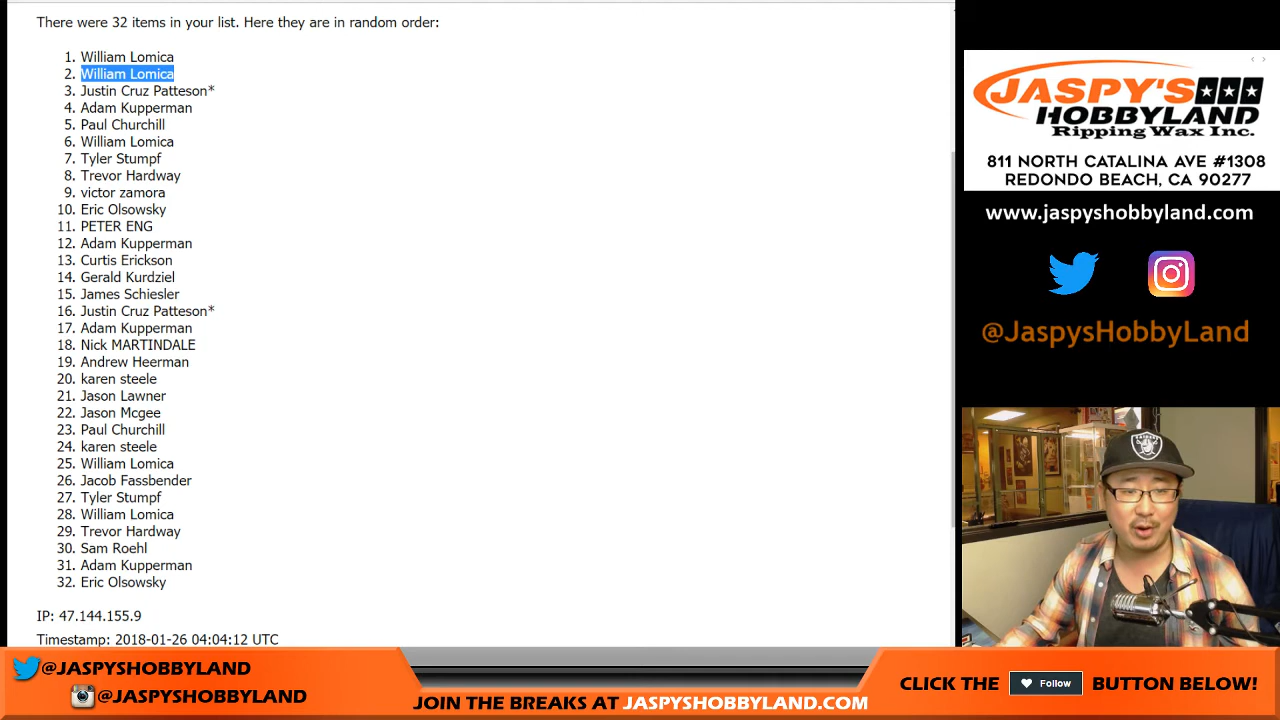 There were 32 items in your list. Here they are in random order:
1. William Lomica
2. William Lomica
3. Justin Cruz Patteson*
4. Adam Kupperman
5. Paul Churchill
6. William Lomica
7. Tyler Stumpf
8. Trevor Hardway
9. victor zamora
10. Eric Olsowsky
11. PETER ENG
12. Adam Kupperman
13. Curtis Erickson
14. Gerald Kurdziel
15. James Schiesler
16. Justin Cruz Patteson*
17. Adam Kupperman
18. Nick MARTINDALE
19. Andrew Heerman
20. karen steele
21. Jason Lawner
22. Jason Mcgee
23. Paul Churchill
24. karen steele
25. William Lomica
26. Jacob Fassbender
27. Tyler Stumpf
28. William Lomica
29. Trevor Hardway
30. Sam Roehl
31. Adam Kupperman
32. Eric Olsowsky
IP: 47.144.155.9
Timestamp: 2018-01-26 04:04:12 UTC
JASPY'S
HOBBYLAND
Ripping Wax Inc.
811 NORTH CATALINA AVE #1308
REDONDO BEACH, CA 90277
www.jaspyshobbyland.com
@JaspysHobbyLand
RAIDERS
@JASPYSHOBBYLAND
@JASPYSHOBBYLAND
JOIN THE BREAKS AT JASPYSHOBBYLAND.COM
CLICK THE Follow BUTTON BELOW!